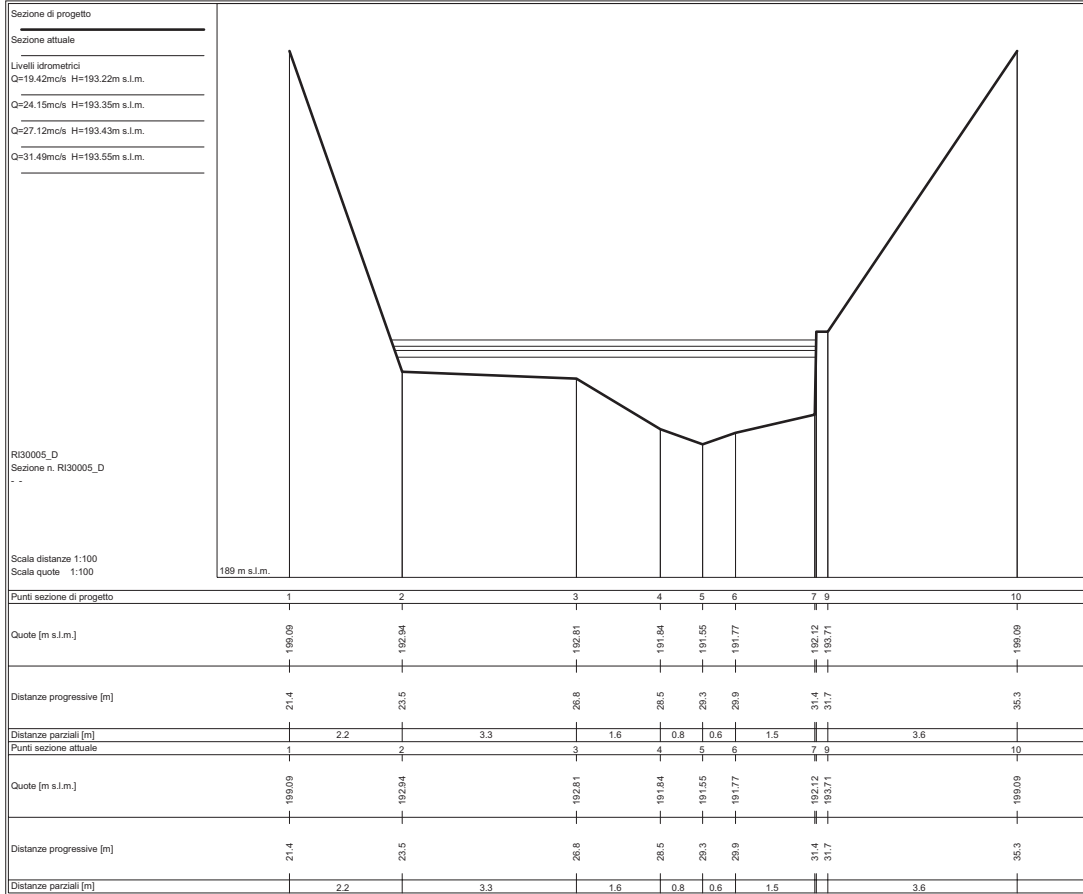 Sezione di progetto
Sezione attuale
Livelli idrometrici
Q=19.42mc/s H=193.22m s.l.m.
Q=24.15mc/s H=193.35m s.l.m.
Q=27.12mc/s H=193.43m s.l.m.
Q=31.49mc/s H=193.55m s.l.m.
RI30005_D
Sezione n. RI30005_D
- -
Scala distanze 1:100
Scala quote 1:100
189 m s.l.m.
Punti sezione di progetto 1 2 3 4 5 6 7 9 10
Quote [m s.l.m.] 199.09 192.94 192.81 191.84 191.55 191.77 192.12 193.71 199.09
Distanze progressive [m] 21.4 23.5 26.8 28.5 29.3 29.9 31.4 31.7 35.3
Distanze parziali [m] 2.2 3.3 1.6 0.8 0.6 1.5 3.6
Punti sezione attuale 1 2 3 4 5 6 7 9 10
Quote [m s.l.m.] 199.09 192.94 192.81 191.84 191.55 191.77 192.12 193.71 199.09
Distanze progressive [m] 21.4 23.5 26.8 28.5 29.3 29.9 31.4 31.7 35.3
Distanze parziali [m] 2.2 3.3 1.6 0.8 0.6 1.5 3.6